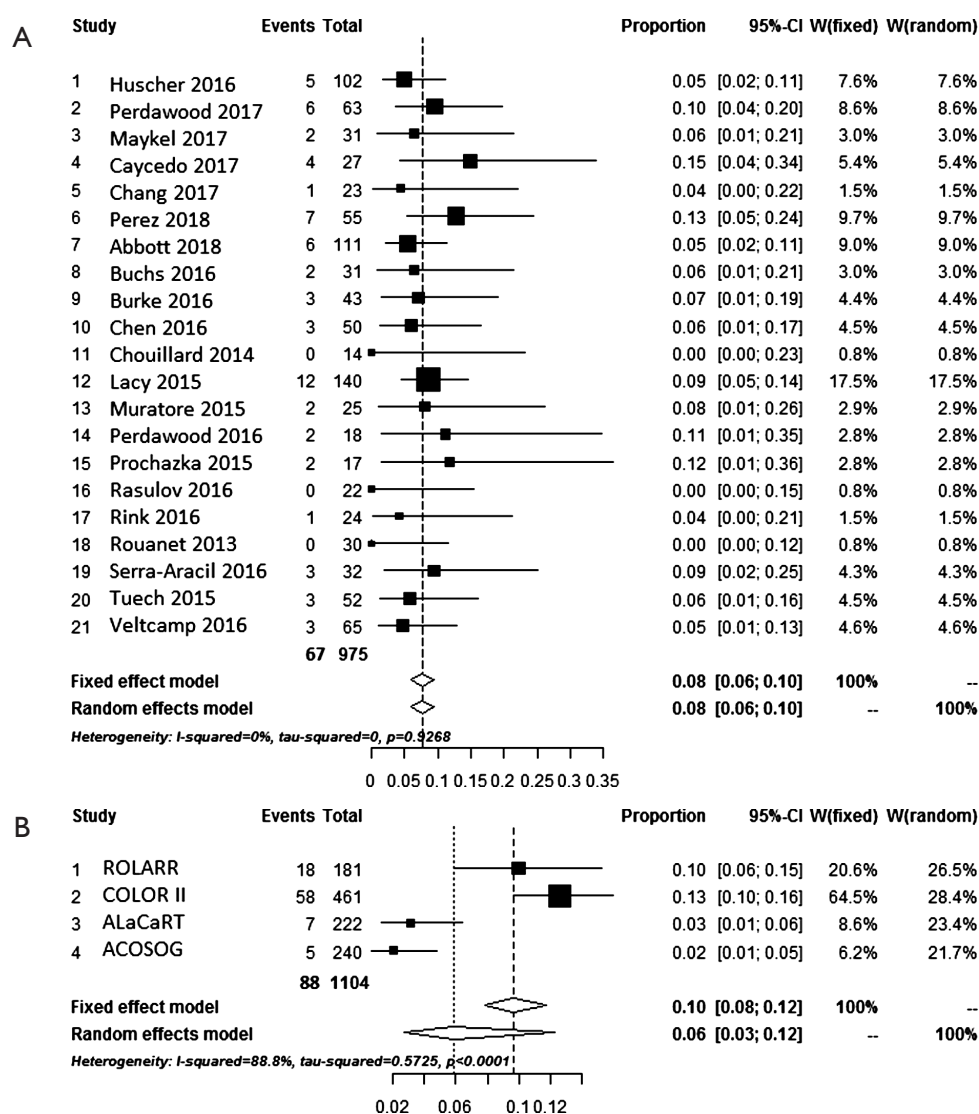 A
Study Events Total Proportion 95%-CI W(fixed) W(random)
1 Huscher 2016 5 102 0.05 [0.02; 0.11] 7.6% 7.6%
2 Perdawood 2017 6 63 0.10 [0.04; 0.20] 8.6% 8.6%
3 Maykel 2017 2 31 0.06 [0.01; 0.21] 3.0% 3.0%
4 Caycedo 2017 4 27 0.15 [0.04; 0.34] 5.4% 5.4%
5 Chang 2017 1 23 0.04 [0.00; 0.22] 1.5% 1.5%
6 Perez 2018 7 55 0.13 [0.05; 0.24] 9.7% 9.7%
7 Abbott 2018 6 111 0.05 [0.02; 0.11] 9.0% 9.0%
8 Buchs 2016 2 31 0.06 [0.01; 0.21] 3.0% 3.0%
9 Burke 2016 3 43 0.07 [0.01; 0.19] 4.4% 4.4%
10 Chen 2016 3 50 0.06 [0.01; 0.17] 4.5% 4.5%
11 Chouillard 2014 0 14 0.00 [0.00; 0.23] 0.8% 0.8%
12 Lacy 2015 12 140 0.09 [0.05; 0.14] 17.5% 17.5%
13 Muratore 2015 2 25 0.08 [0.01; 0.26] 2.9% 2.9%
14 Perdawood 2016 2 18 0.11 [0.01; 0.35] 2.8% 2.8%
15 Prochazka 2015 2 17 0.12 [0.01; 0.36] 2.8% 2.8%
16 Rasulov 2016 0 22 0.00 [0.00; 0.15] 0.8% 0.8%
17 Rink 2016 1 24 0.04 [0.00; 0.21] 1.5% 1.5%
18 Rouanet 2013 0 30 0.00 [0.00; 0.12] 0.8% 0.8%
19 Serra-Aracil 2016 3 32 0.09 [0.02; 0.25] 4.3% 4.3%
20 Tuech 2015 3 52 0.06 [0.01; 0.16] 4.5% 4.5%
21 Veltcamp 2016 3 65 0.05 [0.01; 0.13] 4.6% 4.6%
67 975
Fixed effect model 0.08 [0.06; 0.10] 100% --
Random effects model 0.08 [0.06; 0.10] -- 100%
Heterogeneity: I-squared=0%, tau-squared=0, p=0.9268
0 0.05 0.1 0.15 0.2 0.25 0.3 0.35
B
Study Events Total Proportion 95%-CI W(fixed) W(random)
1 ROLARR 18 181 0.10 [0.06; 0.15] 20.6% 26.5%
2 COLOR II 58 461 0.13 [0.10; 0.16] 64.5% 28.4%
3 ALaCaRT 7 222 0.03 [0.01; 0.06] 8.6% 23.4%
4 ACOSOG 5 240 0.02 [0.01; 0.05] 6.2% 21.7%
88 1104
Fixed effect model 0.10 [0.08; 0.12] 100% --
Random effects model 0.06 [0.03; 0.12] -- 100%
Heterogeneity: I-squared=88.8%, tau-squared=0.5725, p<0.0001
0.02 0.06 0.1 0.12